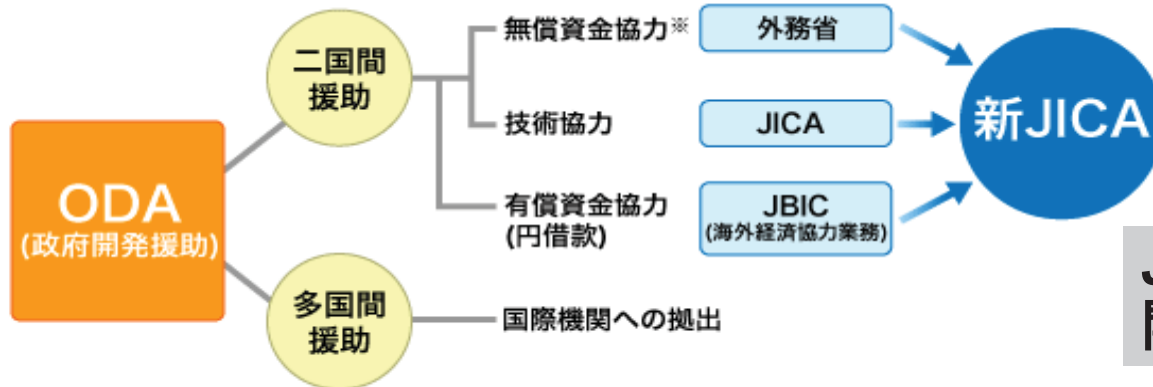 ODA
(政府開発援助)
二国間
援助
無償資金協力※
外務省
技術協力
JICA
有償資金協力
(円借款)
JBIC
(海外経済協力業務)
新JICA
多国間
援助
国際機関への拠出